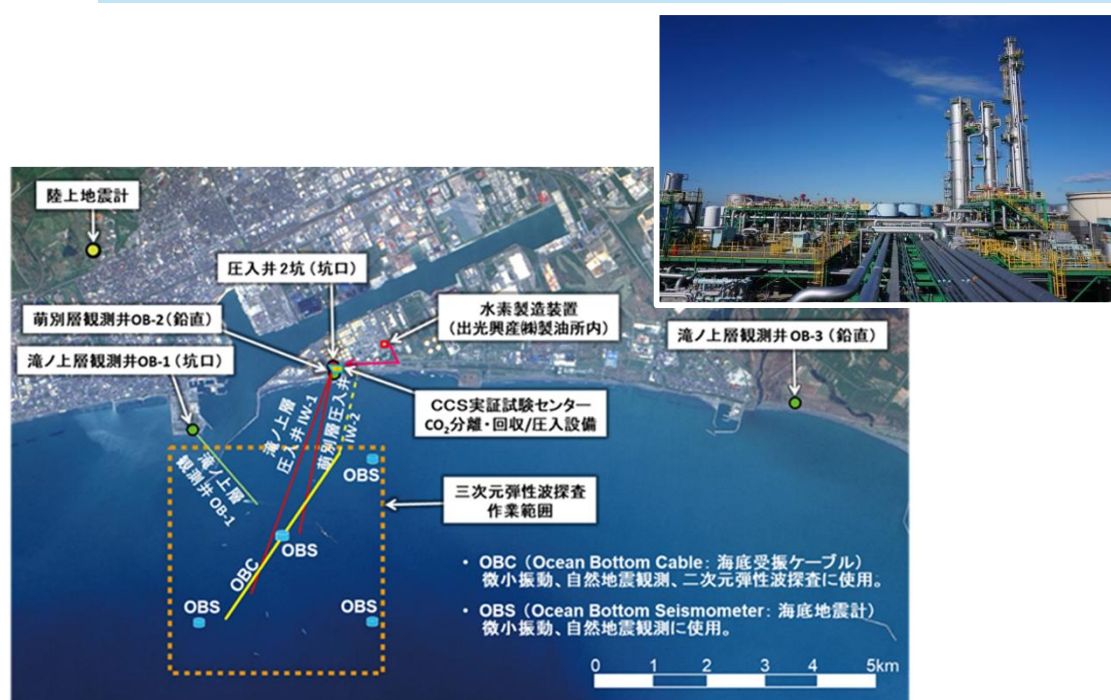 陸上地震計
圧入井2坑（坑口）
萌別層観測井OB-2（鉛直）
滝ノ上層観測井OB-1（坑口）
水素製造装置
（出光興産㈱製油所内）
滝ノ上層観測井OB-3（鉛直）
CCS実証試験センター
CO₂分離・回収/圧入設備
滝ノ上層
圧入井 IW-1
萌別層圧入井
IW-2
滝ノ上層
観測井 OB-1
OBS
三次元弾性波探査
作業範囲
OBS
OBC
OBS
OBS
・ OBC （Ocean Bottom Cable： 海底受振ケーブル）
微小振動、自然地震観測、二次元弾性波探査に使用。
・ OBS （Ocean Bottom Seismometer： 海底地震計）
微小振動、自然地震観測に使用。
0 1 2 3 4 5km